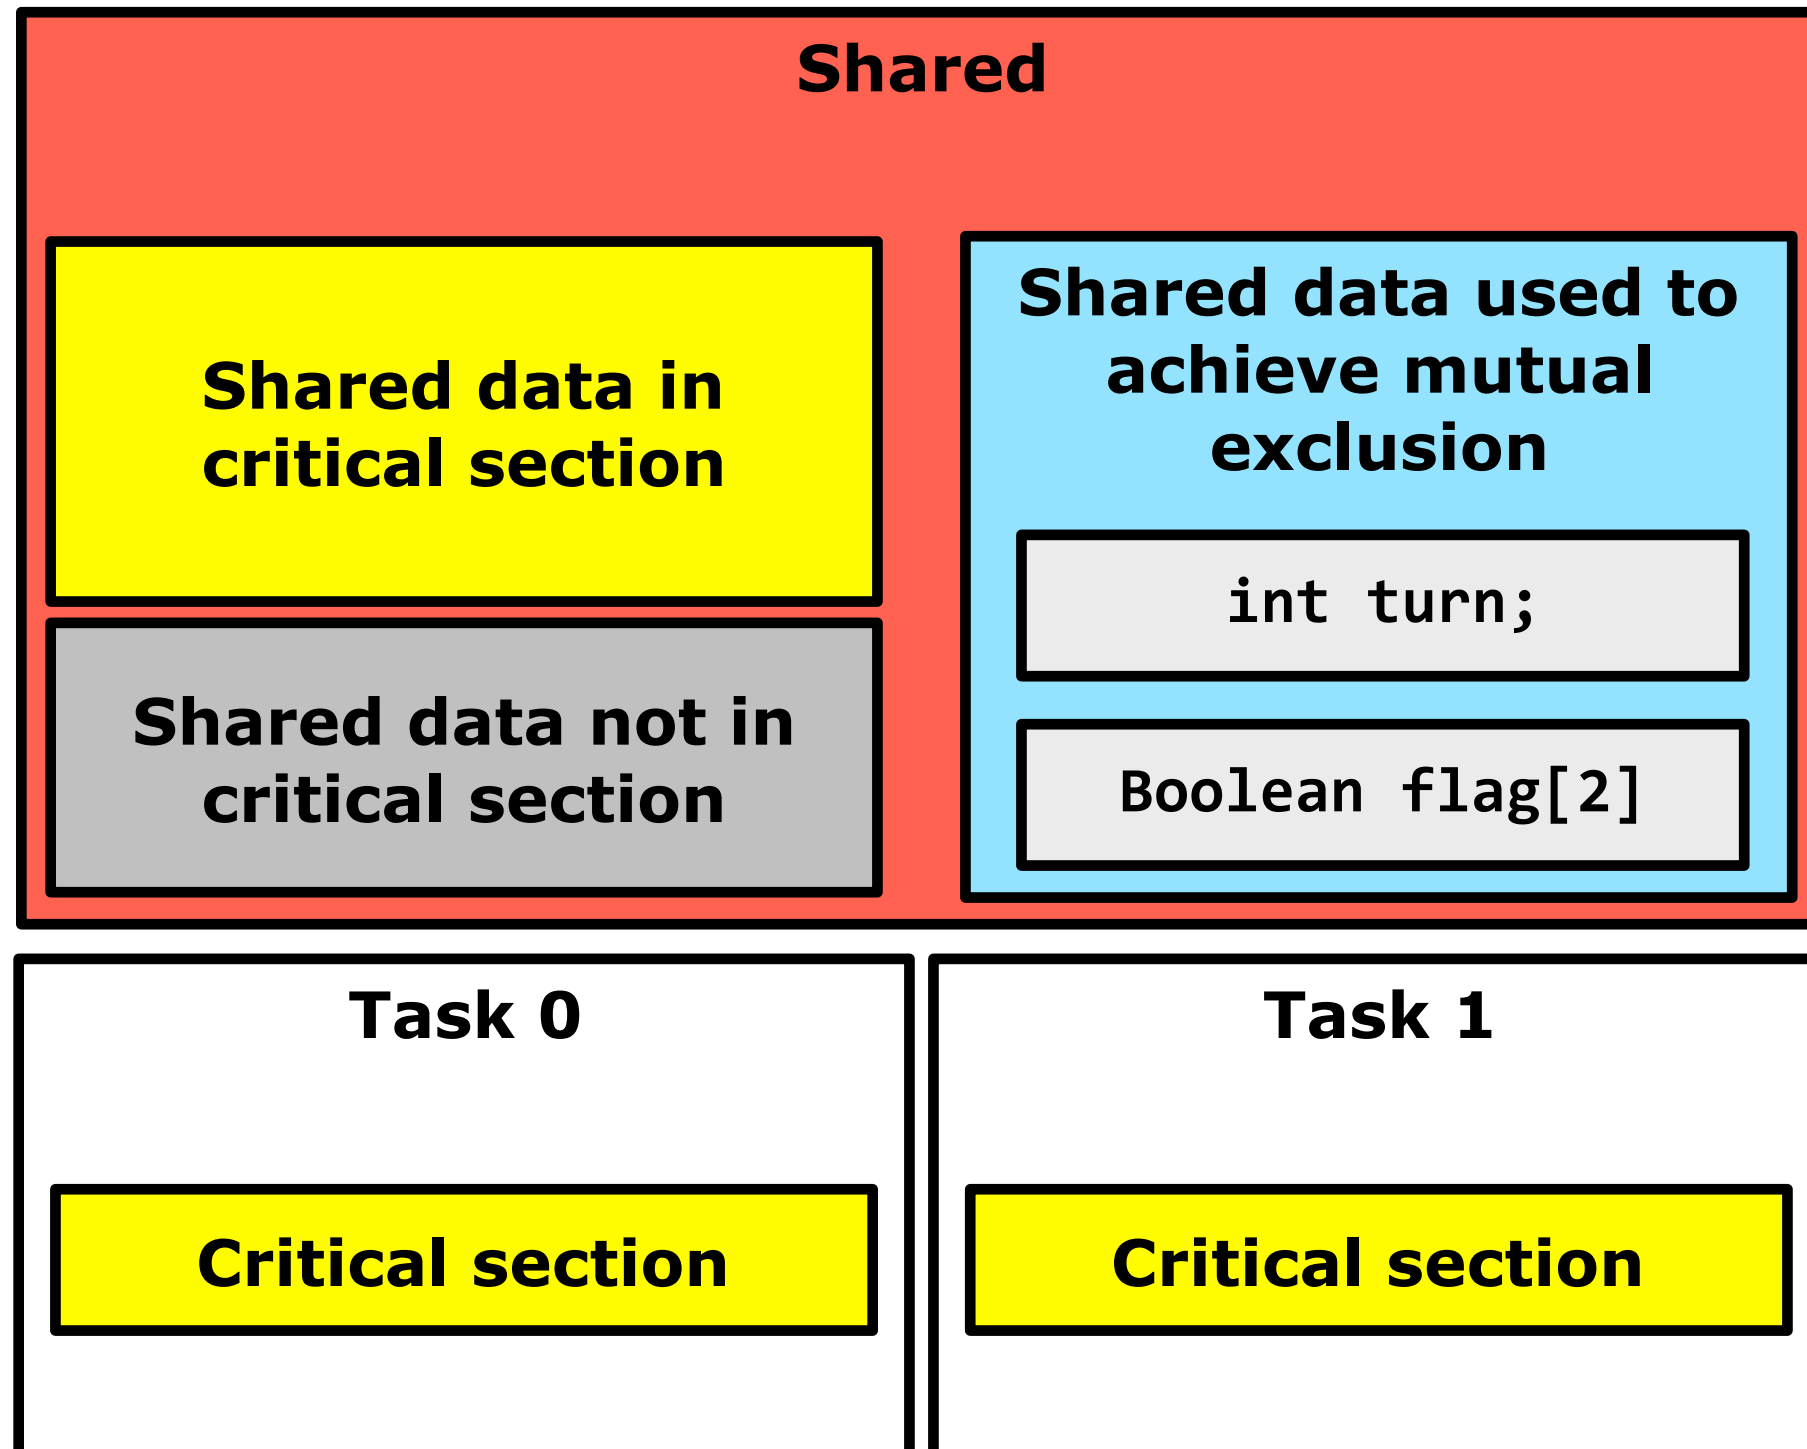 Shared
Shared data in
critical section
Shared data not in
critical section
Shared data used to
achieve mutual
exclusion
int turn;
Boolean flag[2]
Task 0
Critical section
Task 1
Critical section